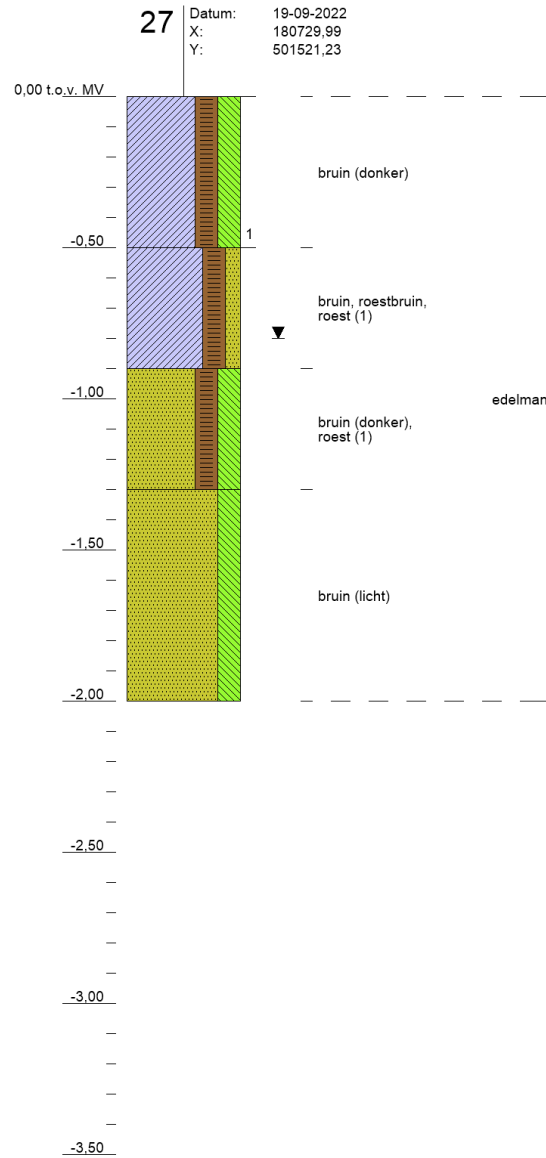 27
Datum: 19-09-2022
X: 180729,99
Y: 501521,23
0,00 t.o.v. MV
bruin (donker)
1
-0,50
bruin, roestbruin,
roest (1)
-1,00
edelman
bruin (donker),
roest (1)
-1,50
bruin (licht)
-2,00
-2,50
-3,00
-3,50